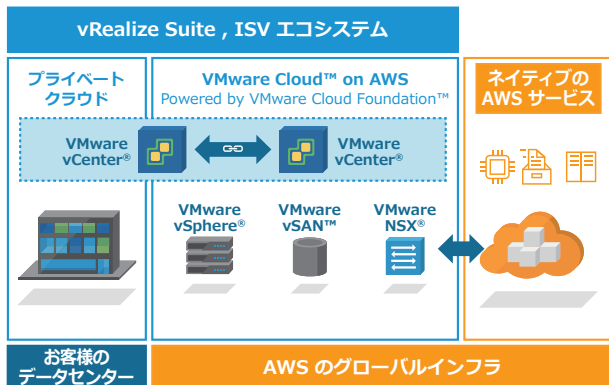 vRealize Suite , ISV エコシステム
プライベート
クラウド
VMware Cloud™ on AWS
Powered by VMware Cloud Foundation™
ネイティブの
AWS サービス
VMware
vCenter®
VMware
vCenter®
VMware
vSphere®
VMware
vSAN™
VMware
NSX®
お客様の
データセンター
AWS のグローバルインフラ